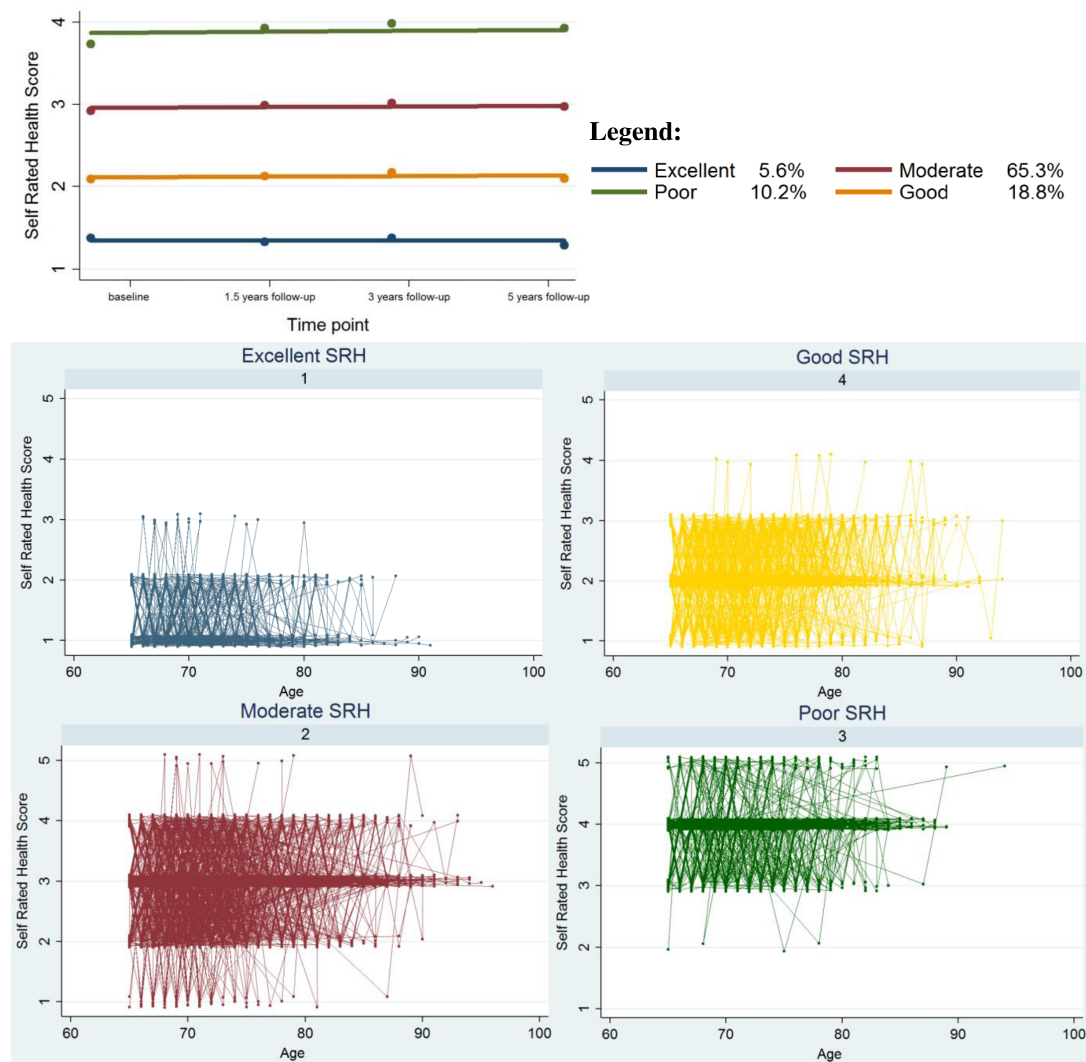 4
3
2
1
Self Rated Health Score
baseline 1.5 years follow-up 3 years follow-up 5 years follow-up
Time point
Legend:
Excellent 5.6% Moderate 65.3%
Poor 10.2% Good 18.8%
Excellent SRH
1
5
4
3
2
1
Self Rated Health Score
60 70 80 90 100
Age
Good SRH
4
5
4
3
2
1
Self Rated Health Score
60 70 80 90 100
Age
Moderate SRH
2
5
4
3
2
1
Self Rated Health Score
60 70 80 90 100
Age
Poor SRH
3
5
4
3
2
1
Self Rated Health Score
60 70 80 90 100
Age